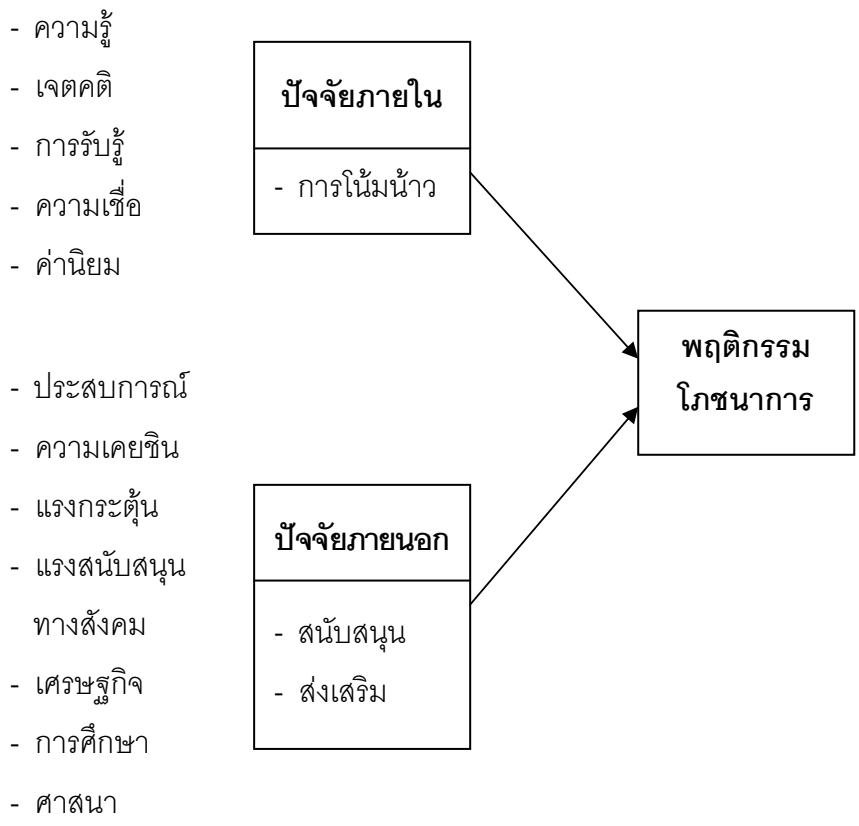 - ความรู้
- เจตคติ
- การรับรู้
- ความเชื่อ
- ค่านิยม
ปัจจัยภายใน
- การโน้มน้าว
- ประสบการณ์
- ความเคยชิน
- แรงกระตุ้น
- แรงสนับสนุน
ทางสังคม
- เศรษฐกิจ
- การศึกษา
- ศาสนา
ปัจจัยภายนอก
- สนับสนุน
- ส่งเสริม
พฤติกรรม
โภชนาการ